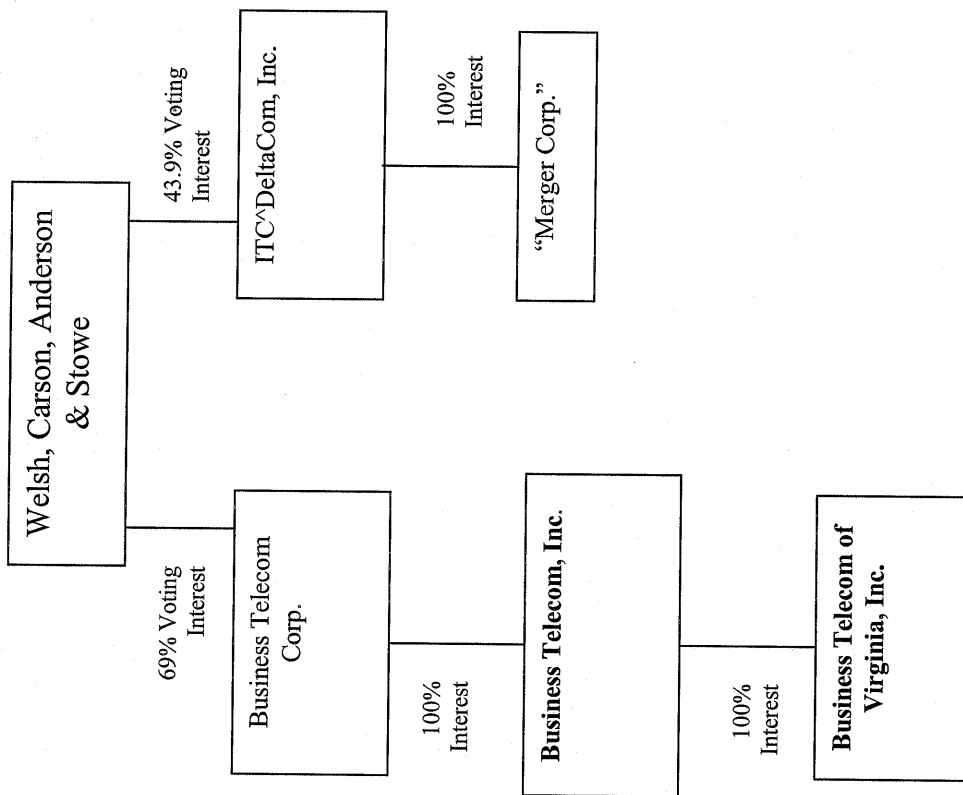 Welsh, Carson, Anderson
& Stowe
69% Voting
Interest
43.9% Voting
Interest
Business Telecom
Corp.
ITC^DeltaCom, Inc.
100%
Interest
100%
Interest
Business Telecom, Inc.
“Merger Corp.”
100%
Interest
Business Telecom of
Virginia, Inc.